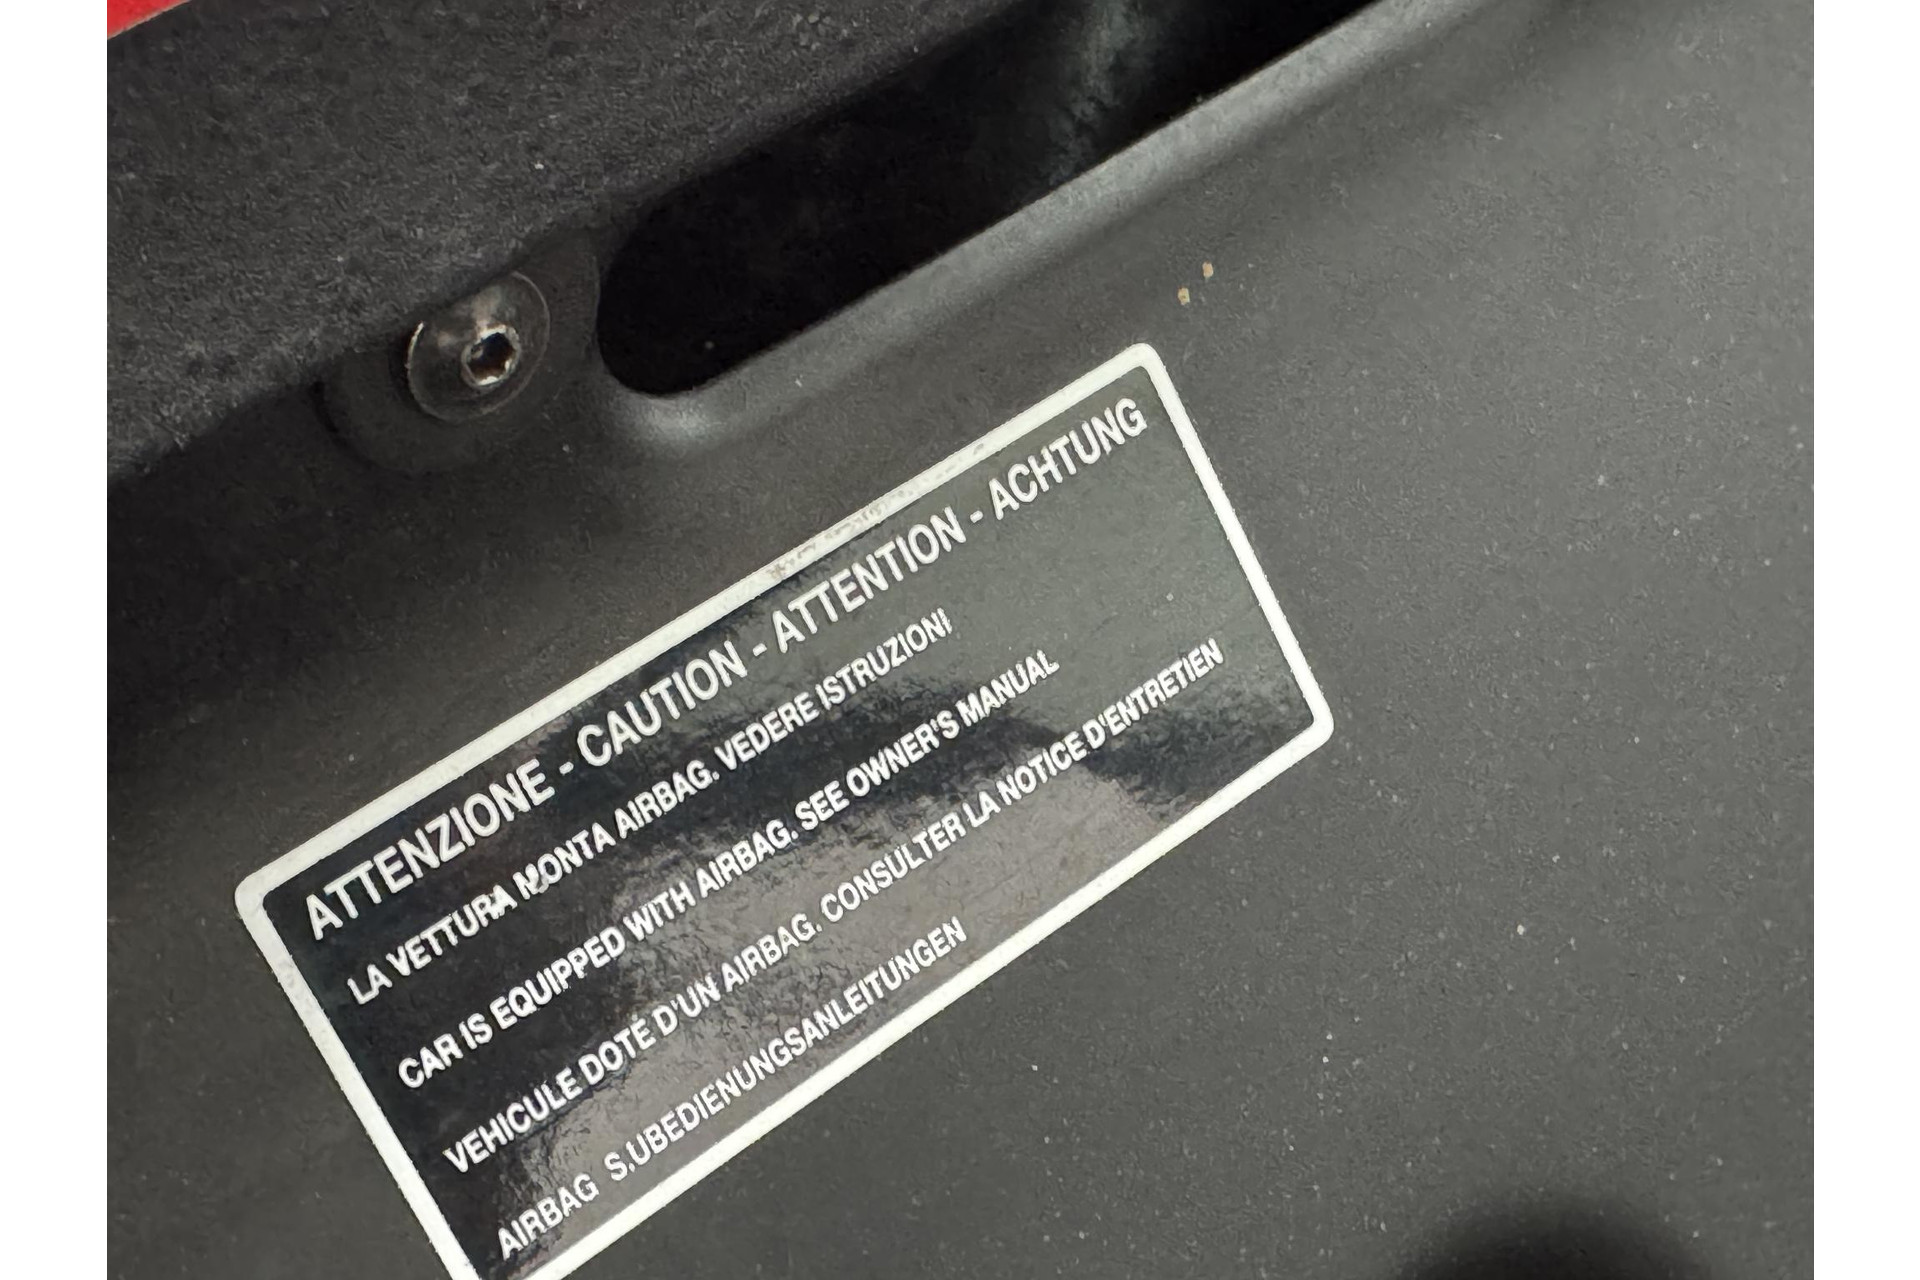 ATTENZIONE - CAUTION - ATTENTION - ACHTUNG
LA VETTURA MONTA AIRBAG. VEDERE ISTRUZIONI
CAR IS EQUIPPED WITH AIRBAG. SEE OWNER'S MANUAL
VEHICULE DOTÉ D'UN AIRBAG. CONSULTER LA NOTICE D'ENTRETIEN
AIRBAG S.UBEDIENUNGSANLEITUNGEN